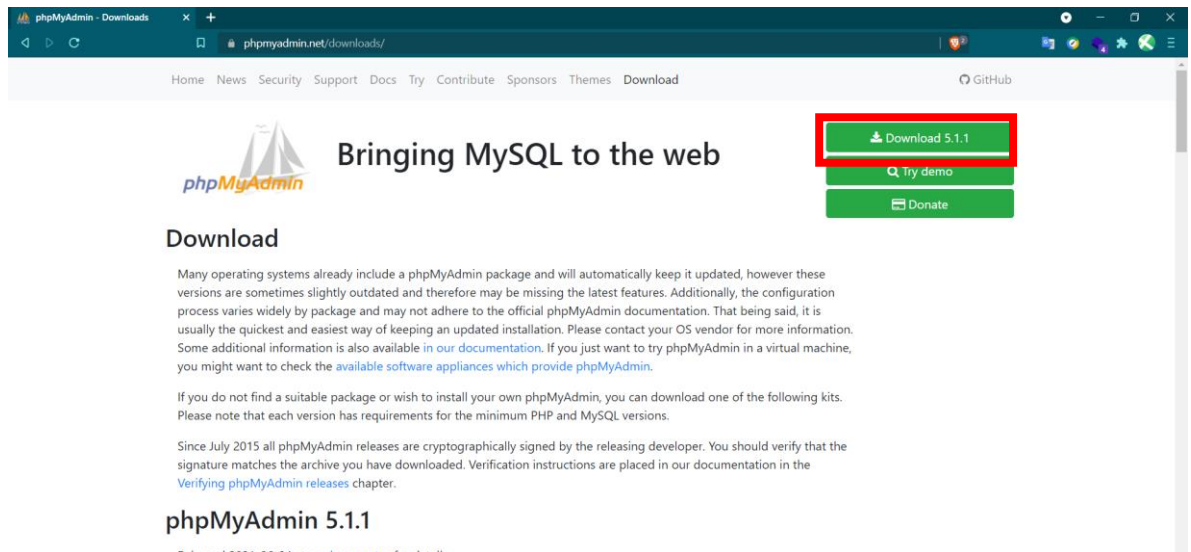 phpMyAdmin - Downloads
phpmyadmin.net/downloads/
Home News Security Support Docs Try Contribute Sponsors Themes Download GitHub
phpMyAdmin
Bringing MySQL to the web
Download 5.1.1
Try demo
Donate
Download
Many operating systems already include a phpMyAdmin package and will automatically keep it updated, however these
versions are sometimes slightly outdated and therefore may be missing the latest features. Additionally, the configuration
process varies widely by package and may not adhere to the official phpMyAdmin documentation. That being said, it is
usually the quickest and easiest way of keeping an updated installation. Please contact your OS vendor for more information.
Some additional information is also available in our documentation. If you just want to try phpMyAdmin in a virtual machine,
you might want to check the available software appliances which provide phpMyAdmin.
If you do not find a suitable package or wish to install your own phpMyAdmin, you can download one of the following kits.
Please note that each version has requirements for the minimum PHP and MySQL versions.
Since July 2015 all phpMyAdmin releases are cryptographically signed by the releasing developer. You should verify that the
signature matches the archive you have downloaded. Verification instructions are placed in our documentation in the
Verifying phpMyAdmin releases chapter.
phpMyAdmin 5.1.1